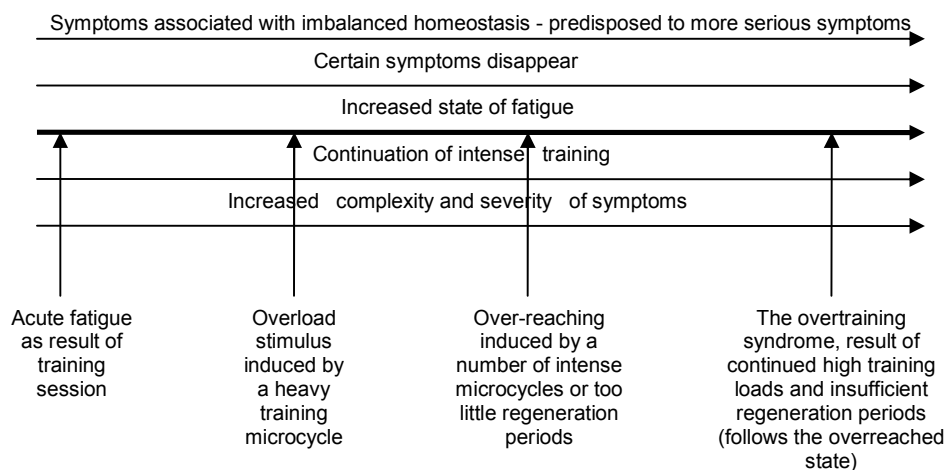 Symptoms associated with imbalanced homeostasis - predisposed to more serious symptoms
Certain symptoms disappear
Increased state of fatigue
Continuation of intense training
Increased complexity and severity of symptoms
Acute fatigue
as result of
training
session
Overload
stimulus
induced by
a heavy
training
microcycle
Over-reaching
induced by a
number of intense
microcycles or too
little regeneration
periods
The overtraining
syndrome, result of
continued high training
loads and insufficient
regeneration periods
(follows the overreached
state)